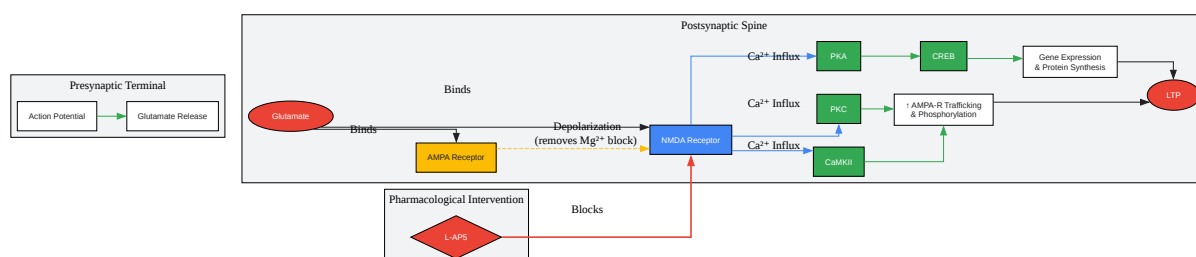 Postsynaptic Spine
Presynaptic Terminal
Action Potential
Glutamate Release
Glutamate
Binds
Binds
AMPA Receptor
Depolarization
(removes Mg²⁺ block)
NMDA Receptor
Ca²⁺ Influx
Ca²⁺ Influx
Ca²⁺ Influx
PKA
CREB
Gene Expression
& Protein Synthesis
PKC
↑ AMPA-R Trafficking
& Phosphorylation
CaMKII
LTP
Pharmacological Intervention
L-AP5
Blocks